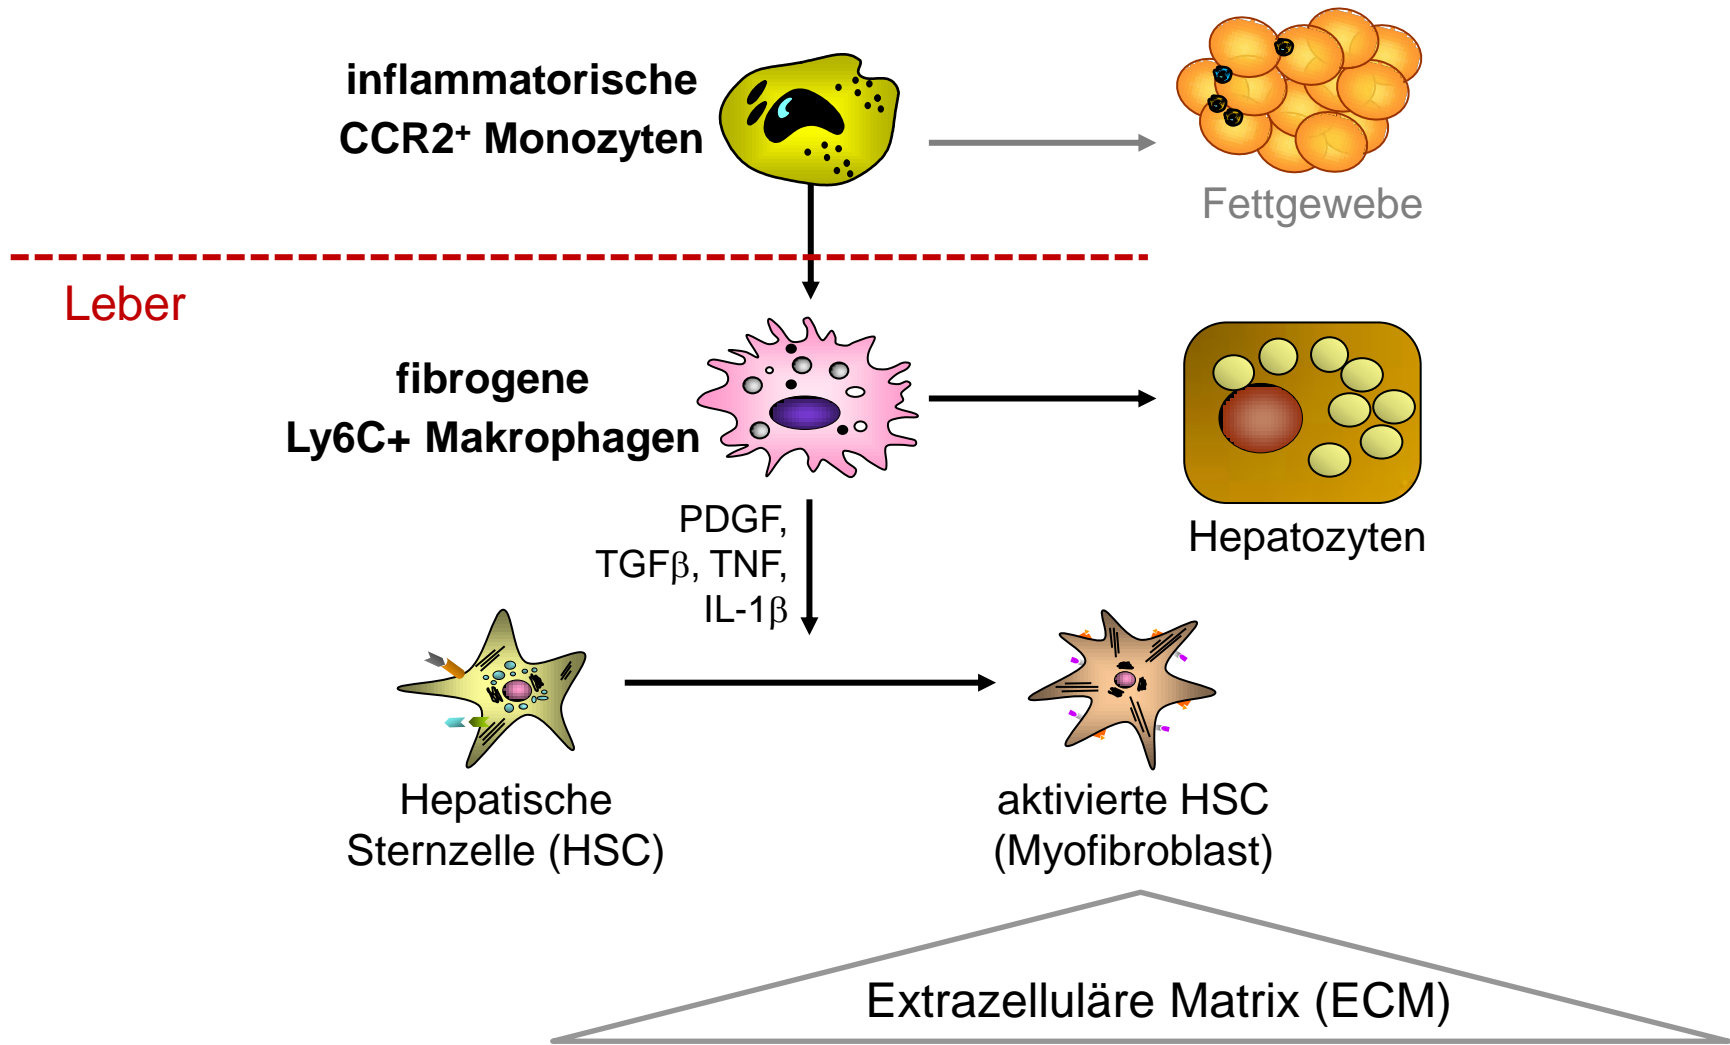 inflammatorische
CCR2⁺ Monozyten
Fettgewebe
Leber
fibrogene
Ly6C+ Makrophagen
Hepatozyten
PDGF,
TGFβ, TNF,
IL-1β
Hepatische
Sternzelle (HSC)
aktivierte HSC
(Myofibroblast)
Extrazelluläre Matrix (ECM)